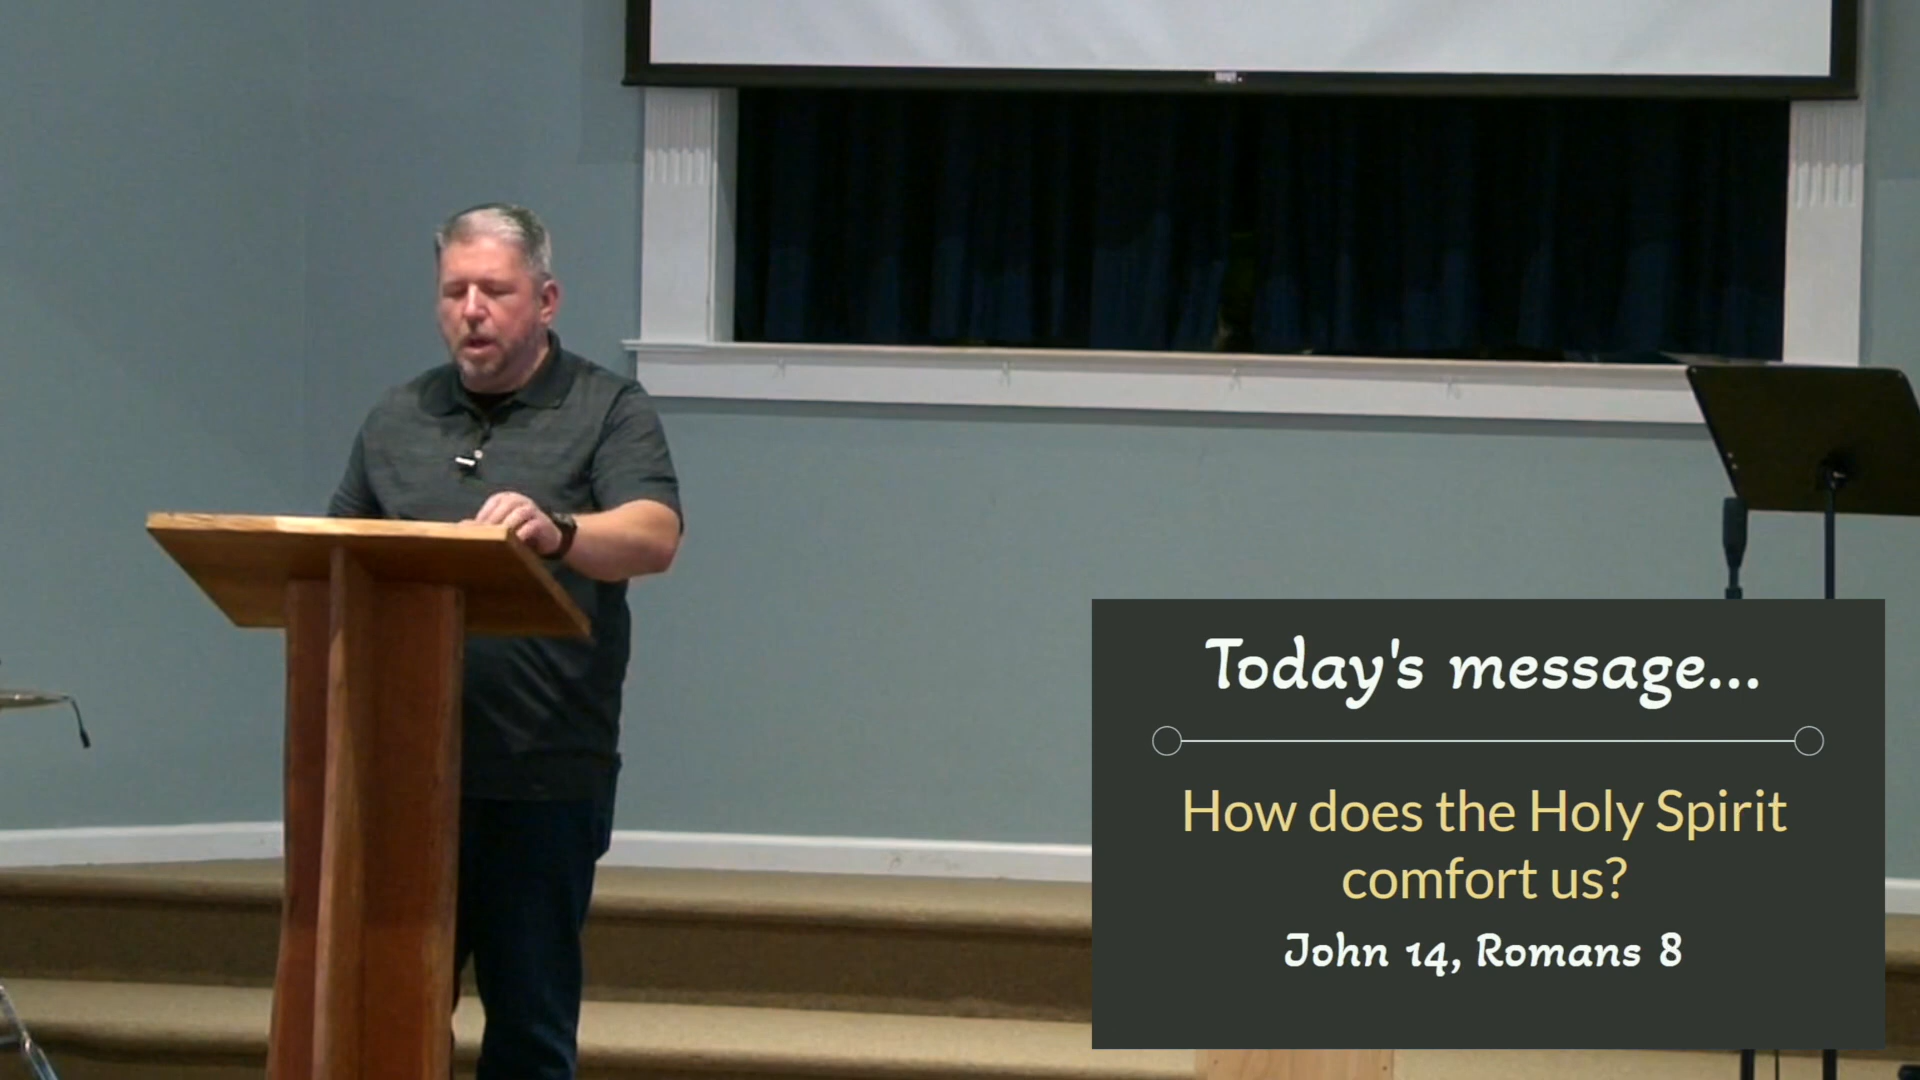 Today's message...
How does the Holy Spirit
comfort us?
John 14, Romans 8